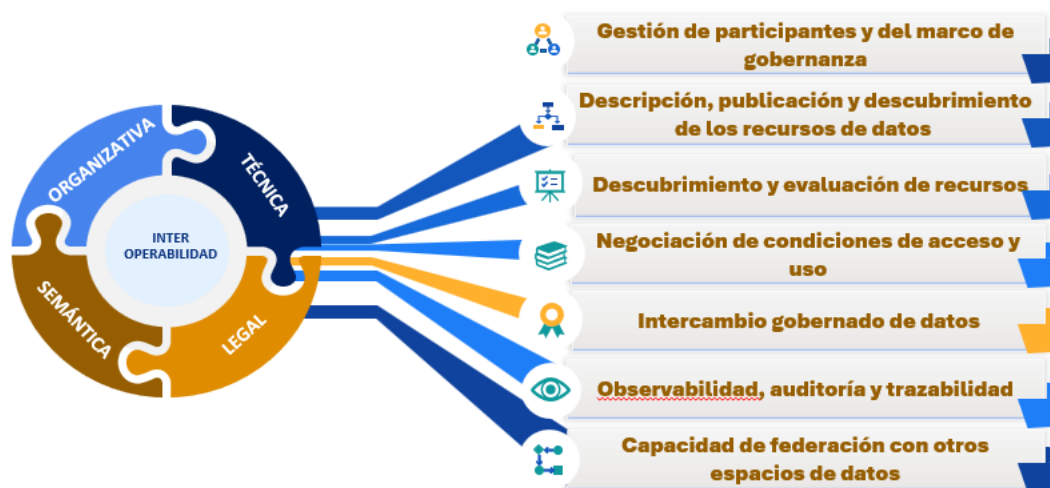 ORGANIZATIVA
TÉCNICA
INTER
OPERABILIDAD
SEMÁNTICA
LEGAL
Gestión de participantes y del marco de
gobernanza
Descripción, publicación y descubrimiento
de los recursos de datos
Descubrimiento y evaluación de recursos
Negociación de condiciones de acceso y
uso
Intercambio gobernado de datos
Observabilidad, auditoría y trazabilidad
Capacidad de federación con otros
espacios de datos